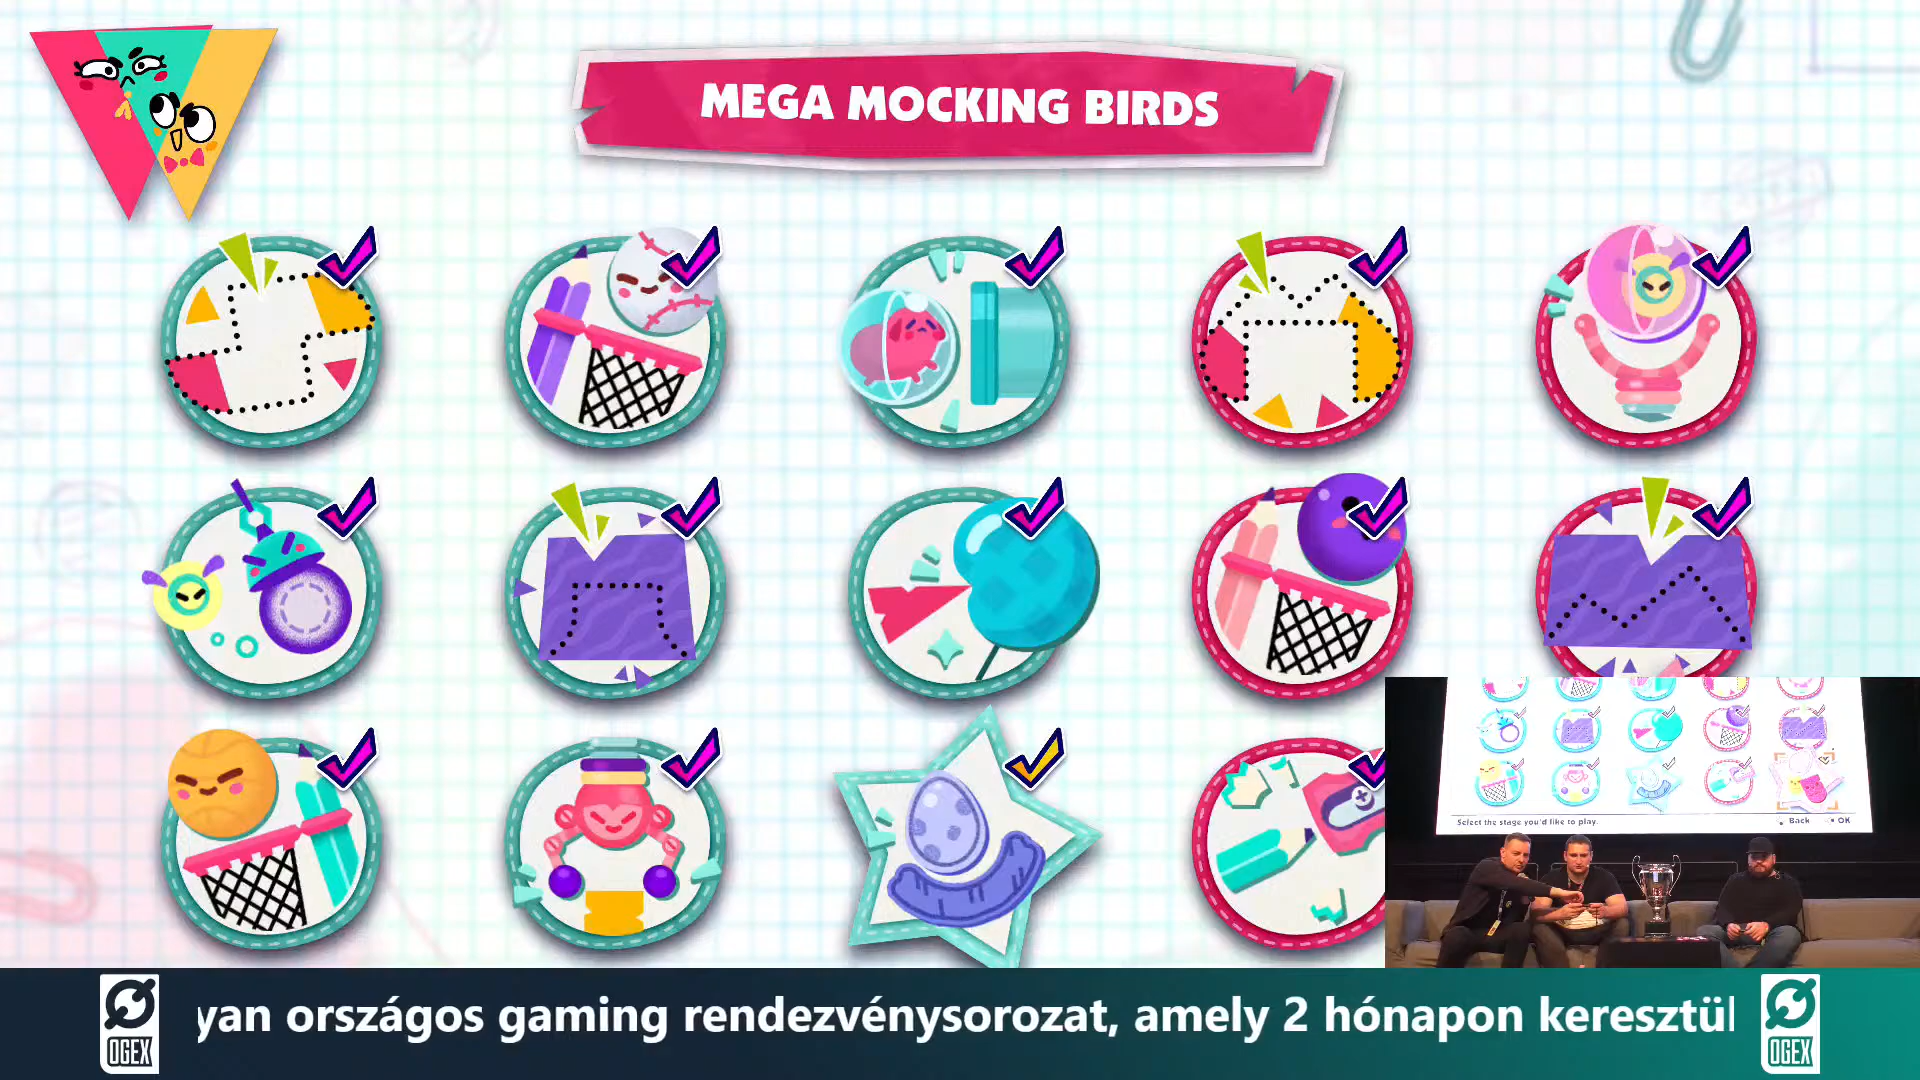 MEGA MOCKING BIRDS
Select the stage you'd like to play.
Back
OK
yan országos gaming rendezvénysorozat, amely 2 hónapon keresztül
OGEX
OGEX